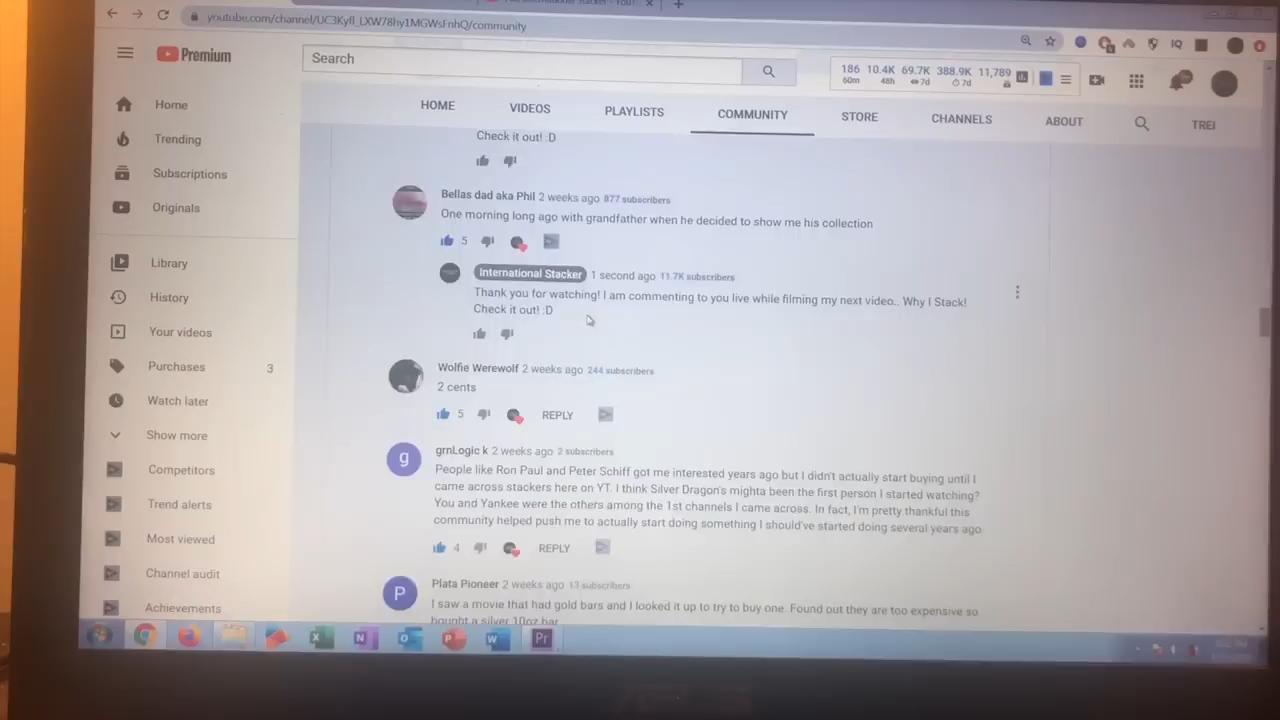 youtube.com/channel/UC3Kyfl_LXW78hy1MGWsFnhQ/community
Premium
Search
186 10.4K 69.7K 388.9K 11,789
60m 48h 7d 7d
IQ
HOME VIDEOS PLAYLISTS COMMUNITY STORE CHANNELS ABOUT TREI
Home
Trending
Subscriptions
Originals
Library
History
Your videos
Purchases 3
Watch later
Show more
Competitors
Trend alerts
Most viewed
Channel audit
Achievements
Check it out! :D
Bellas dad aka Phil 2 weeks ago 877 subscribers
One morning long ago with grandfather when he decided to show me his collection
5
International Stacker 1 second ago 11.7K subscribers
Thank you for watching! I am commenting to you live while filming my next video.. Why I Stack!
Check it out! :D
Wolfie Werewolf 2 weeks ago 244 subscribers
2 cents
5 REPLY
g
grnLogic k 2 weeks ago 2 subscribers
People like Ron Paul and Peter Schiff got me interested years ago but I didn't actually start buying until I
came across stackers here on YT. I think Silver Dragon's mighta been the first person I started watching?
You and Yankee were the others among the 1st channels I came across. In fact, I'm pretty thankful this
community helped push me to actually start doing something I should've started doing several years ago
4 REPLY
P
Plata Pioneer 2 weeks ago 13 subscribers
I saw a movie that had gold bars and I looked it up to try to buy one. Found out they are too expensive so
bought a silver 10oz bar
X N O P W Pr